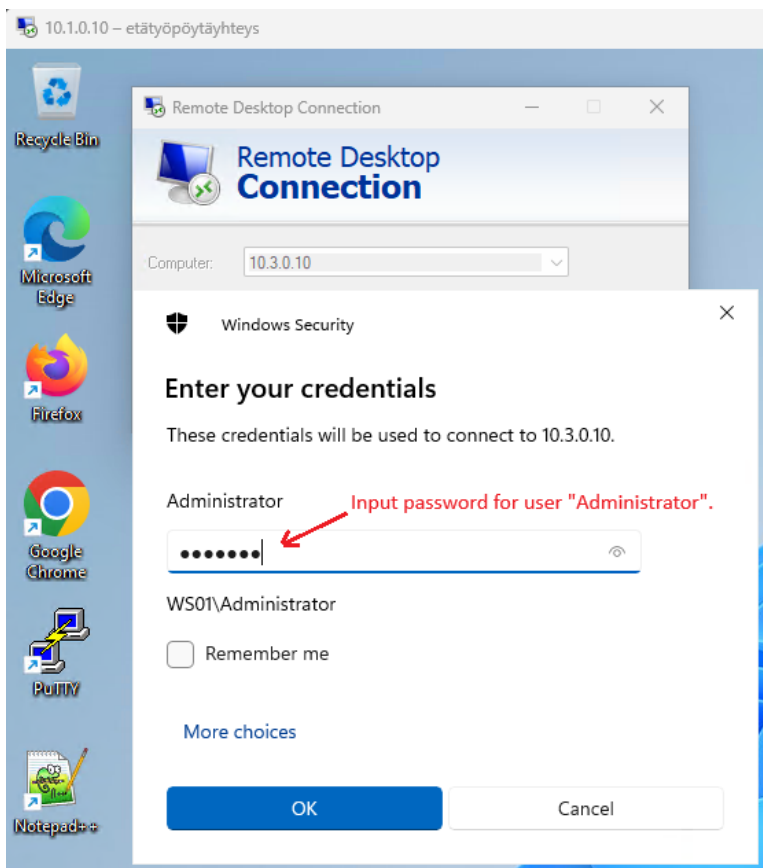 10.1.0.10 – etätyöpöytäyhteys
Recycle Bin
Remote Desktop Connection
Remote Desktop
Connection
Microsoft
Edge
Computer:
10.3.0.10
Windows Security
Enter your credentials
These credentials will be used to connect to 10.3.0.10.
Firefox
Administrator
Input password for user "Administrator".
Google
Chrome
WS01\Administrator
Remember me
PuTTY
More choices
OK
Cancel
Notepad++